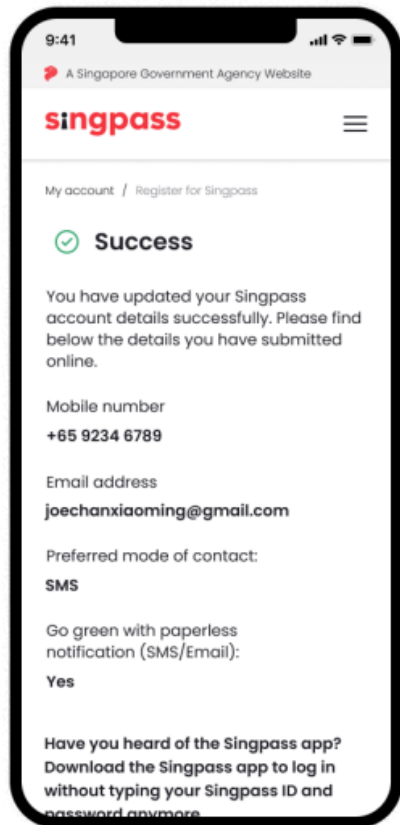 9:41
A Singapore Government Agency Website
singpass
My account / Register for Singpass
Success
You have updated your Singpass
account details successfully. Please find
below the details you have submitted
online.
Mobile number
+65 9234 6789
Email address
joechanxiaoming@gmail.com
Preferred mode of contact:
SMS
Go green with paperless
notification (SMS/Email):
Yes
Have you heard of the Singpass app?
Download the Singpass app to log in
without typing your Singpass ID and
password anymore